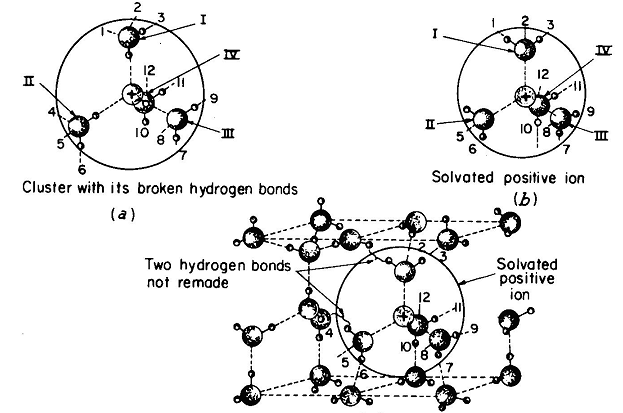 2
3
I
1
IV
12
11
II
4
9
5
10
8
III
6
7
Cluster with its broken hydrogen bonds
(a)
1
2
3
I
IV
12
11
9
II
5
10
8
III
6
7
Solvated positive ion
(b)
2
3
Two hydrogen bonds
not remade
Solvated
positive
ion
12
11
4
9
10
8
5
6
7